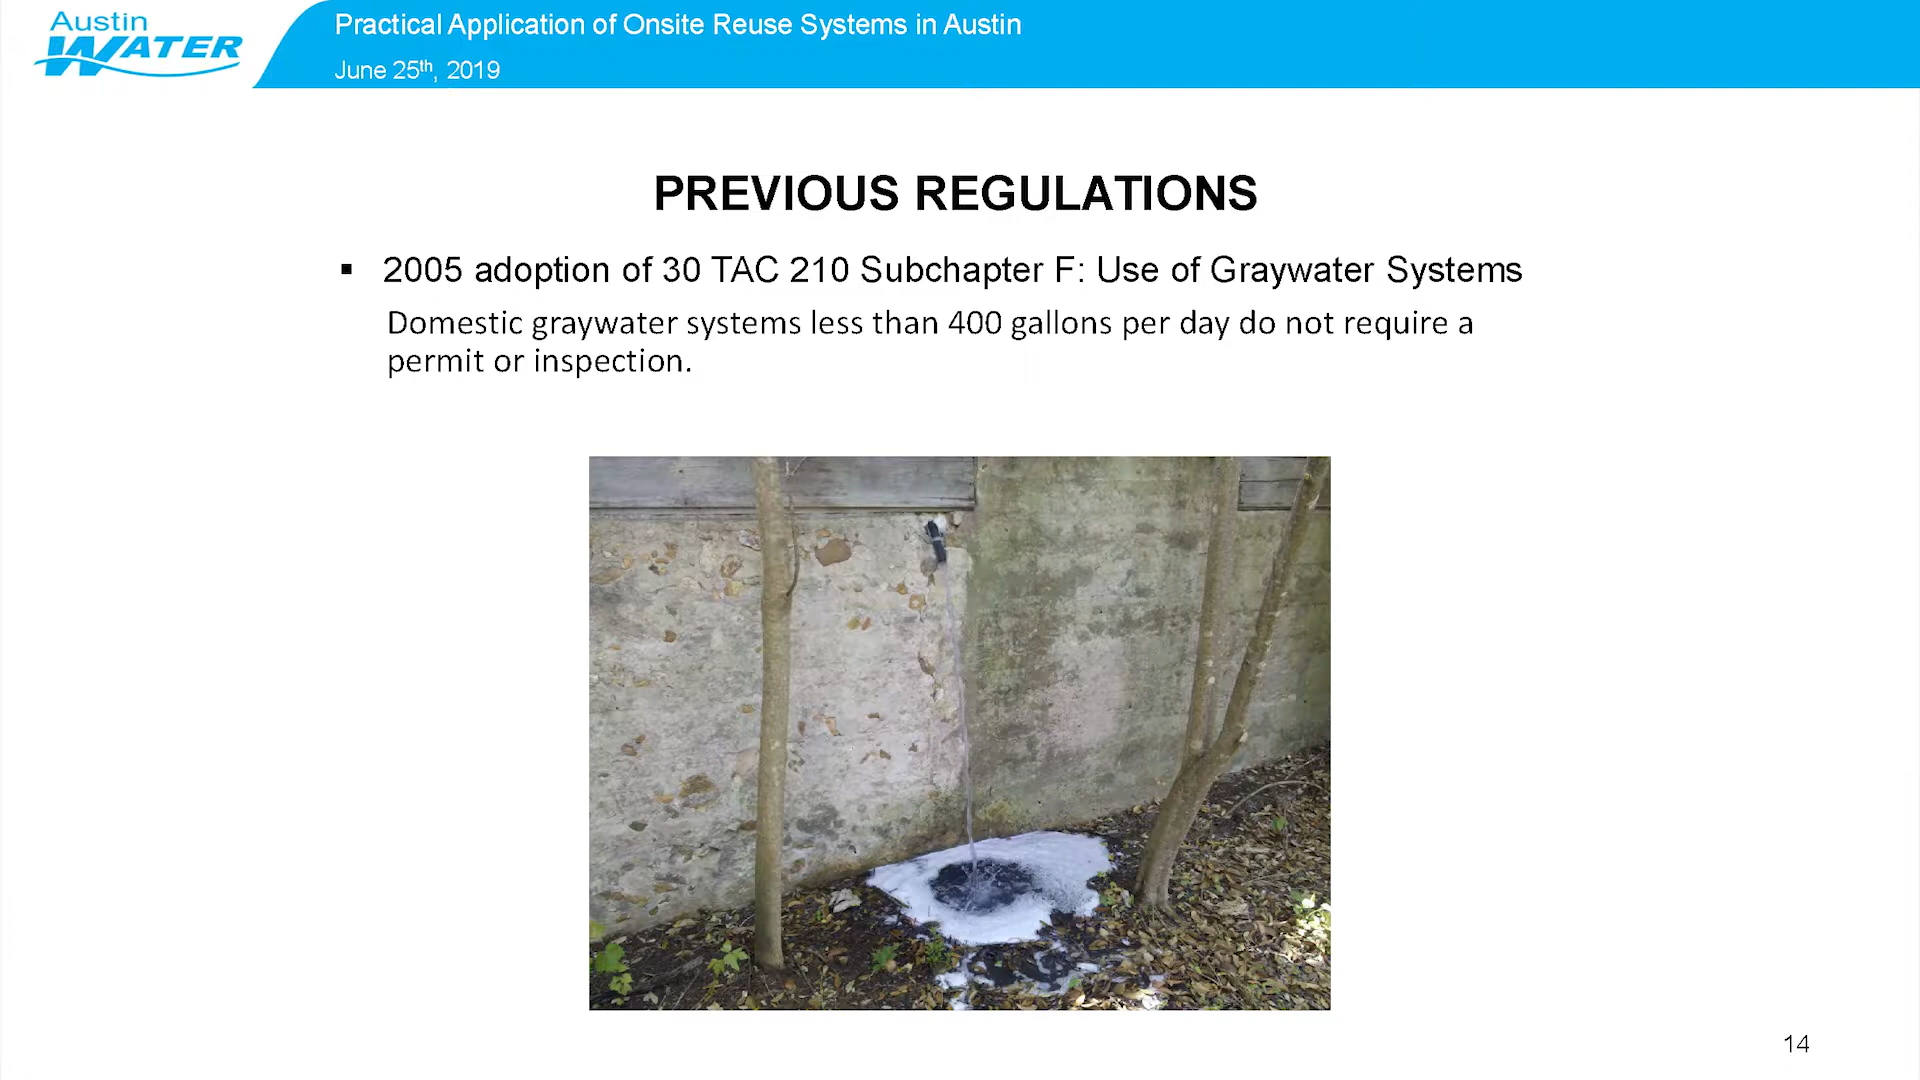 Austin
WATER
Practical Application of Onsite Reuse Systems in Austin
June 25th, 2019
PREVIOUS REGULATIONS
▪ 2005 adoption of 30 TAC 210 Subchapter F: Use of Graywater Systems
Domestic graywater systems less than 400 gallons per day do not require a
permit or inspection.
14